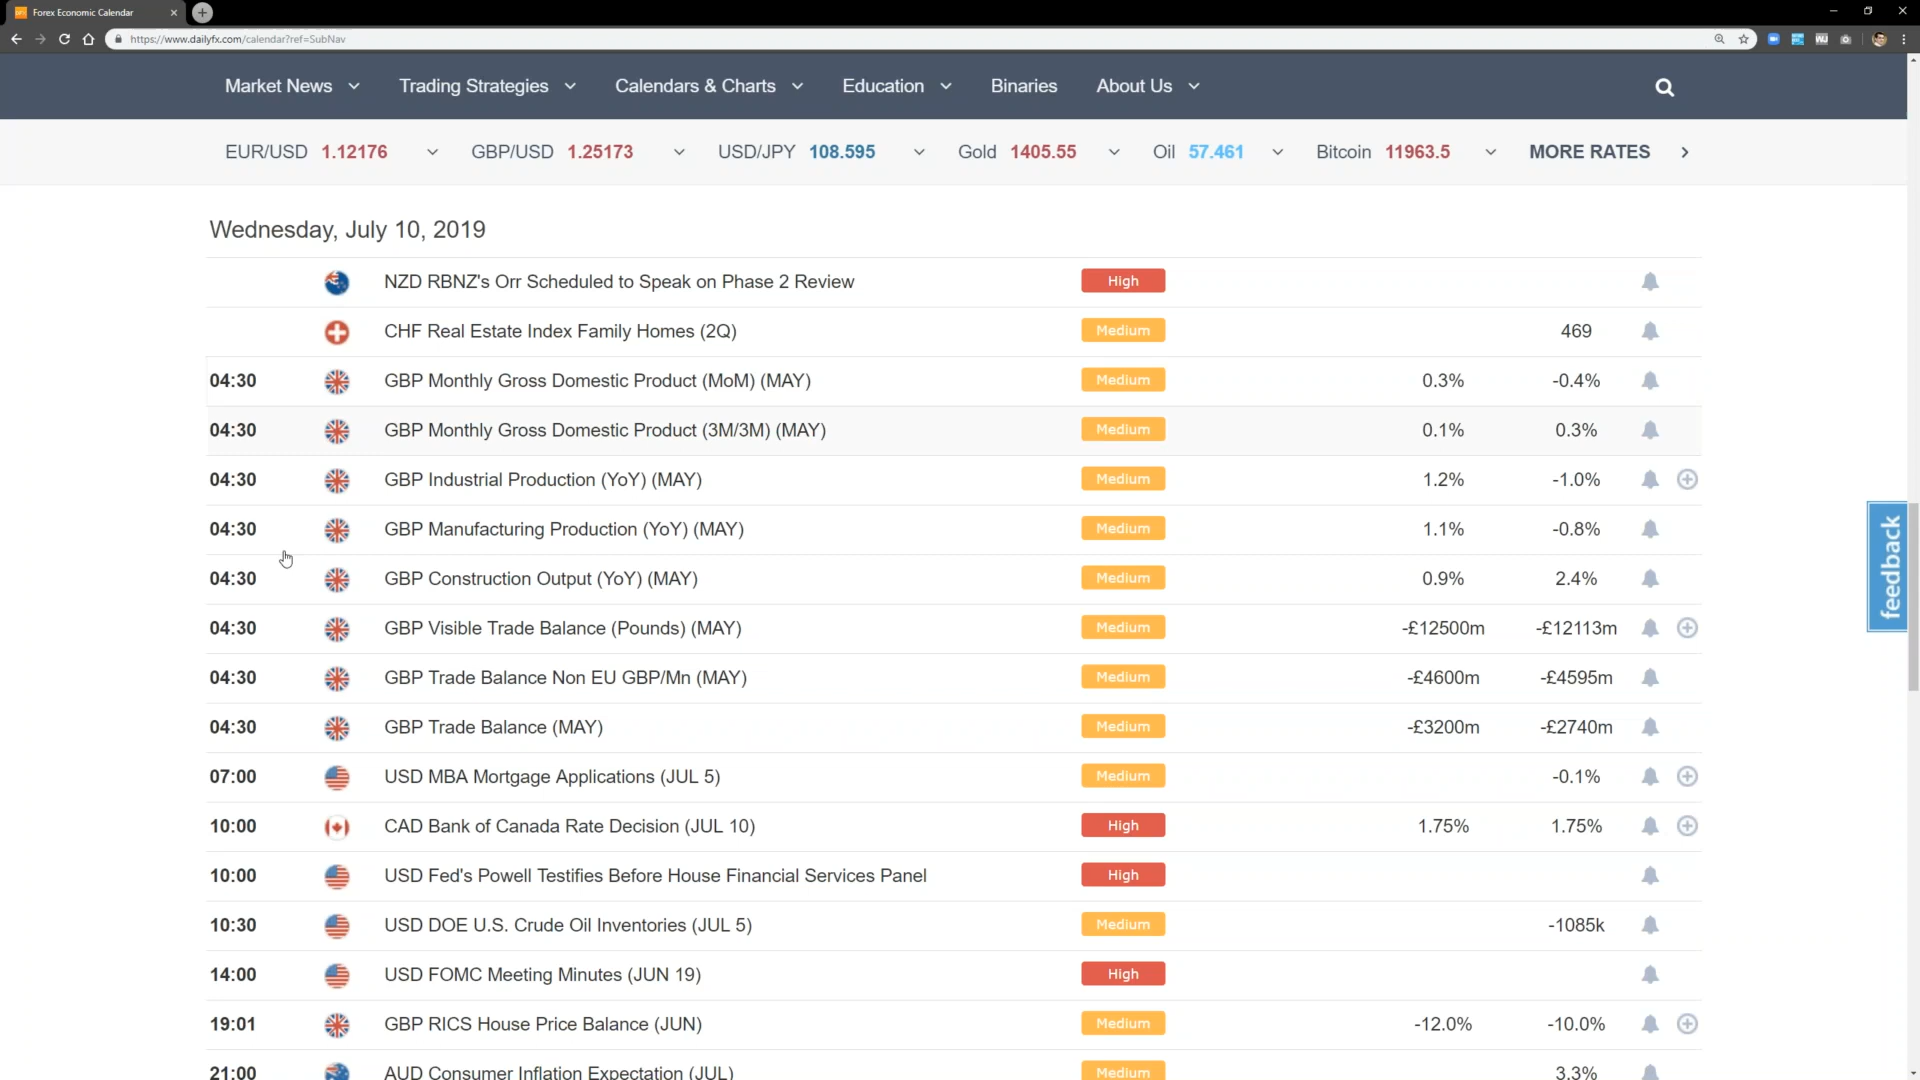 Forex Economic Calendar
https://www.dailyfx.com/calendar?ref=SubNav
Market News Trading Strategies Calendars & Charts Education Binaries About Us
EUR/USD 1.12176 GBP/USD 1.25173 USD/JPY 108.595 Gold 1405.55 Oil 57.461 Bitcoin 11963.5 MORE RATES
Wednesday, July 10, 2019
NZD RBNZ's Orr Scheduled to Speak on Phase 2 Review High
CHF Real Estate Index Family Homes (2Q) Medium 469
04:30 GBP Monthly Gross Domestic Product (MoM) (MAY) Medium 0.3% -0.4%
04:30 GBP Monthly Gross Domestic Product (3M/3M) (MAY) Medium 0.1% 0.3%
04:30 GBP Industrial Production (YoY) (MAY) Medium 1.2% -1.0%
04:30 GBP Manufacturing Production (YoY) (MAY) Medium 1.1% -0.8%
04:30 GBP Construction Output (YoY) (MAY) Medium 0.9% 2.4%
04:30 GBP Visible Trade Balance (Pounds) (MAY) Medium -£12500m -£12113m
04:30 GBP Trade Balance Non EU GBP/Mn (MAY) Medium -£4600m -£4595m
04:30 GBP Trade Balance (MAY) Medium -£3200m -£2740m
07:00 USD MBA Mortgage Applications (JUL 5) Medium -0.1%
10:00 CAD Bank of Canada Rate Decision (JUL 10) High 1.75% 1.75%
10:00 USD Fed's Powell Testifies Before House Financial Services Panel High
10:30 USD DOE U.S. Crude Oil Inventories (JUL 5) Medium -1085k
14:00 USD FOMC Meeting Minutes (JUN 19) High
19:01 GBP RICS House Price Balance (JUN) Medium -12.0% -10.0%
21:00 AUD Consumer Inflation Expectation (JUL) Medium 3.3%
feedback